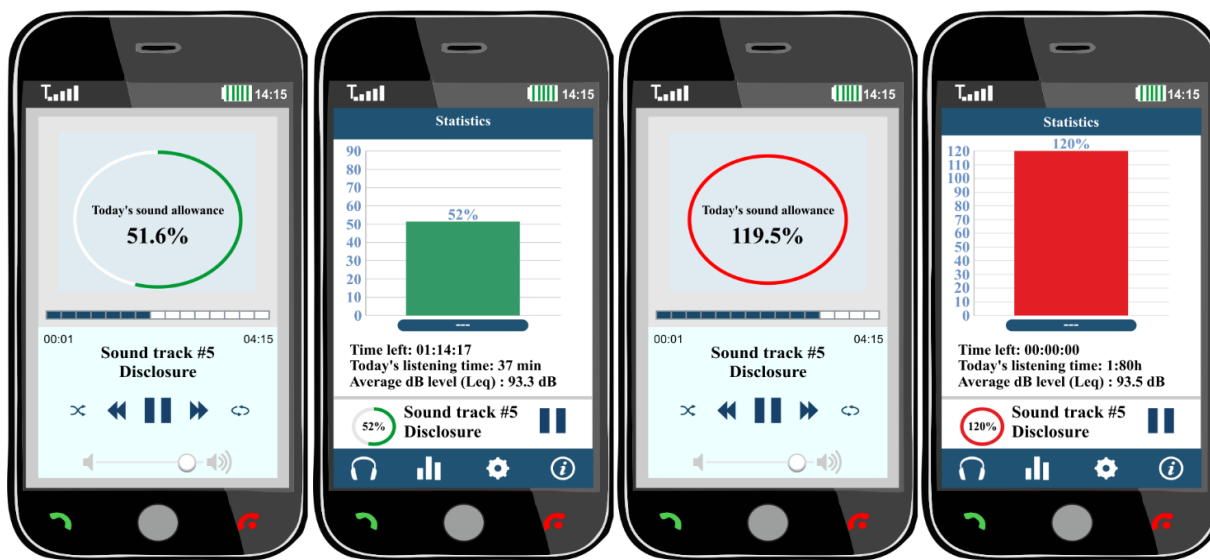 14:15
Today's sound allowance
51.6%
00:01
04:15
Sound track #5
Disclosure
14:15
Statistics
90
80
70
60
50
40
30
20
10
0
52%
---
Time left: 01:14:17
Today's listening time: 37 min
Average dB level (Leq) : 93.3 dB
52%
Sound track #5
Disclosure
i
14:15
Today's sound allowance
119.5%
00:01
04:15
Sound track #5
Disclosure
14:15
Statistics
120%
120
110
100
90
80
70
60
50
40
30
20
10
0
---
Time left: 00:00:00
Today's listening time: 1:80h
Average dB level (Leq) : 93.5 dB
120%
Sound track #5
Disclosure
i